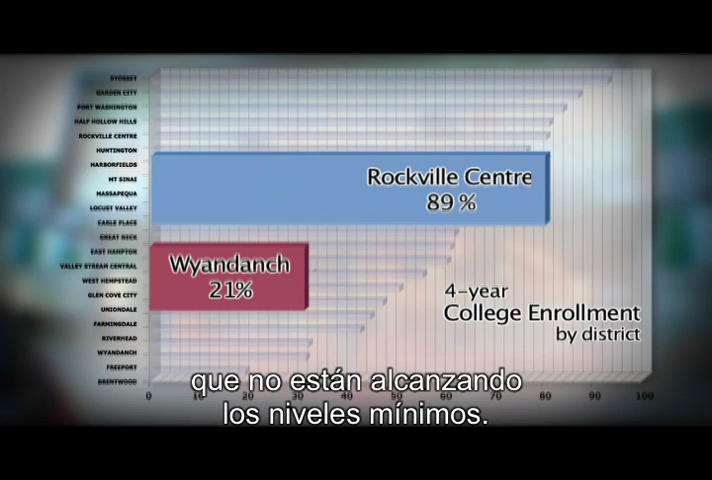 SYOSSET
GARDEN CITY
PORT WASHINGTON
HALF HOLLOW HILLS
ROCKVILLE CENTRE
HUNTINGTON
HARBORFIELDS
MT SINAI
MASSAPEQUA
LOCUST VALLEY
CARLE PLACE
GREAT NECK
EAST HAMPTON
VALLEY STREAM CENTRAL
WEST HEMPSTEAD
GLEN COVE CITY
UNIONDALE
FARMINGDALE
RIVERHEAD
WYANDANCH
FREEPORT
BRENTWOOD
Rockville Centre
89 %
Wyandanch
21%
4-year
College Enrollment
by district
0 10 20 30 40 50 60 70 80 90 100
que no están alcanzando
los niveles mínimos.